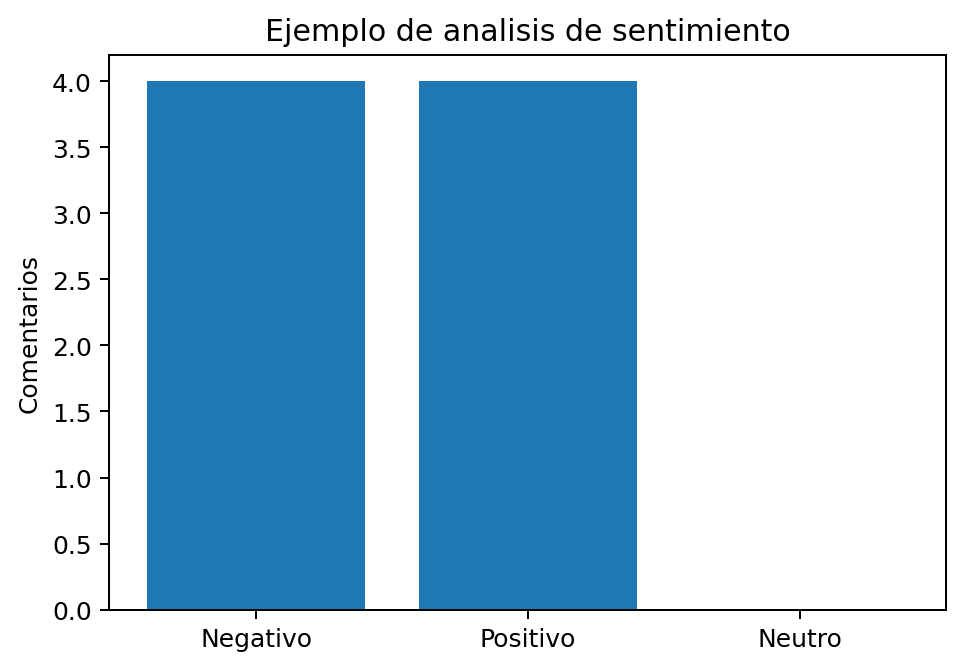 Ejemplo de analisis de sentimiento
Comentarios
4.0
3.5
3.0
2.5
2.0
1.5
1.0
0.5
0.0
Negativo
Positivo
Neutro